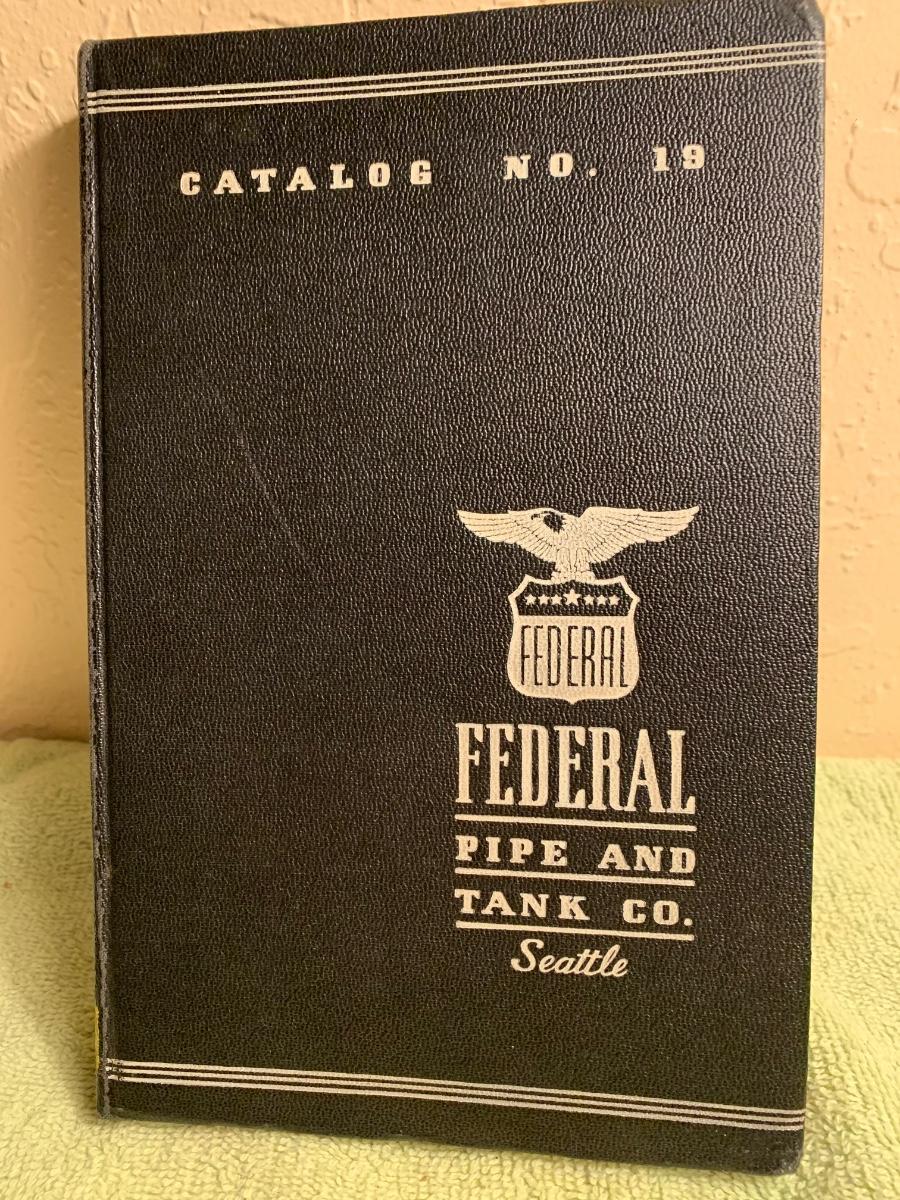 CATALOG NO. 19
FEDERAL
FEDERAL
PIPE AND
TANK CO.
Seattle